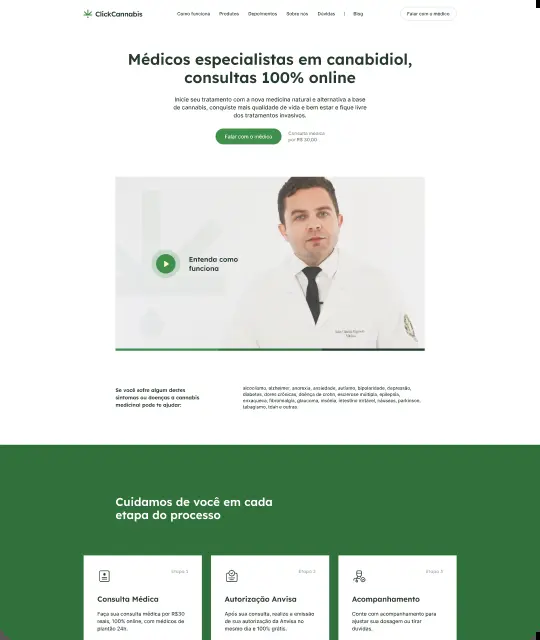 ClickCannabis
Como funciona Produtos Depoimentos Sobre nós Dúvidas | Blog
Falar com o médico
Médicos especialistas em canabidiol,
consultas 100% online
Inicie seu tratamento com a nova medicina natural e alternativa a base
de cannabis, conquiste mais qualidade de vida e bem estar e fique livre
dos tratamentos invasivos.
Falar com o médico
Consulta médica
por R$ 30,00
Entenda como
funciona
Se você sofre algum destes
sintomas ou doenças a cannabis
medicinal pode te ajudar:
alcoolismo, alzheimer, anorexia, ansiedade, autismo, bipolaridade, depressão,
diabetes, dores crônicas, doença de crohn, esclerose múltipla, epilepsia,
enxaqueca, fibromialgia, glaucoma, insônia, intestino irritável, náuseas, parkinson,
tabagismo, tdah e outras.
Cuidamos de você em cada
etapa do processo
Etapa 1
Consulta Médica
Faça sua consulta médica por R$30
reais, 100% online, com médicos de
plantão 24h.
Etapa 2
Autorização Anvisa
Após sua consulta, realiza a emissão
de sua autorização da Anvisa no
mesmo dia e 100% grátis.
Etapa 3
Acompanhamento
Conte com acompanhamento para
ajustar sua dosagem ou tirar
duvidas.